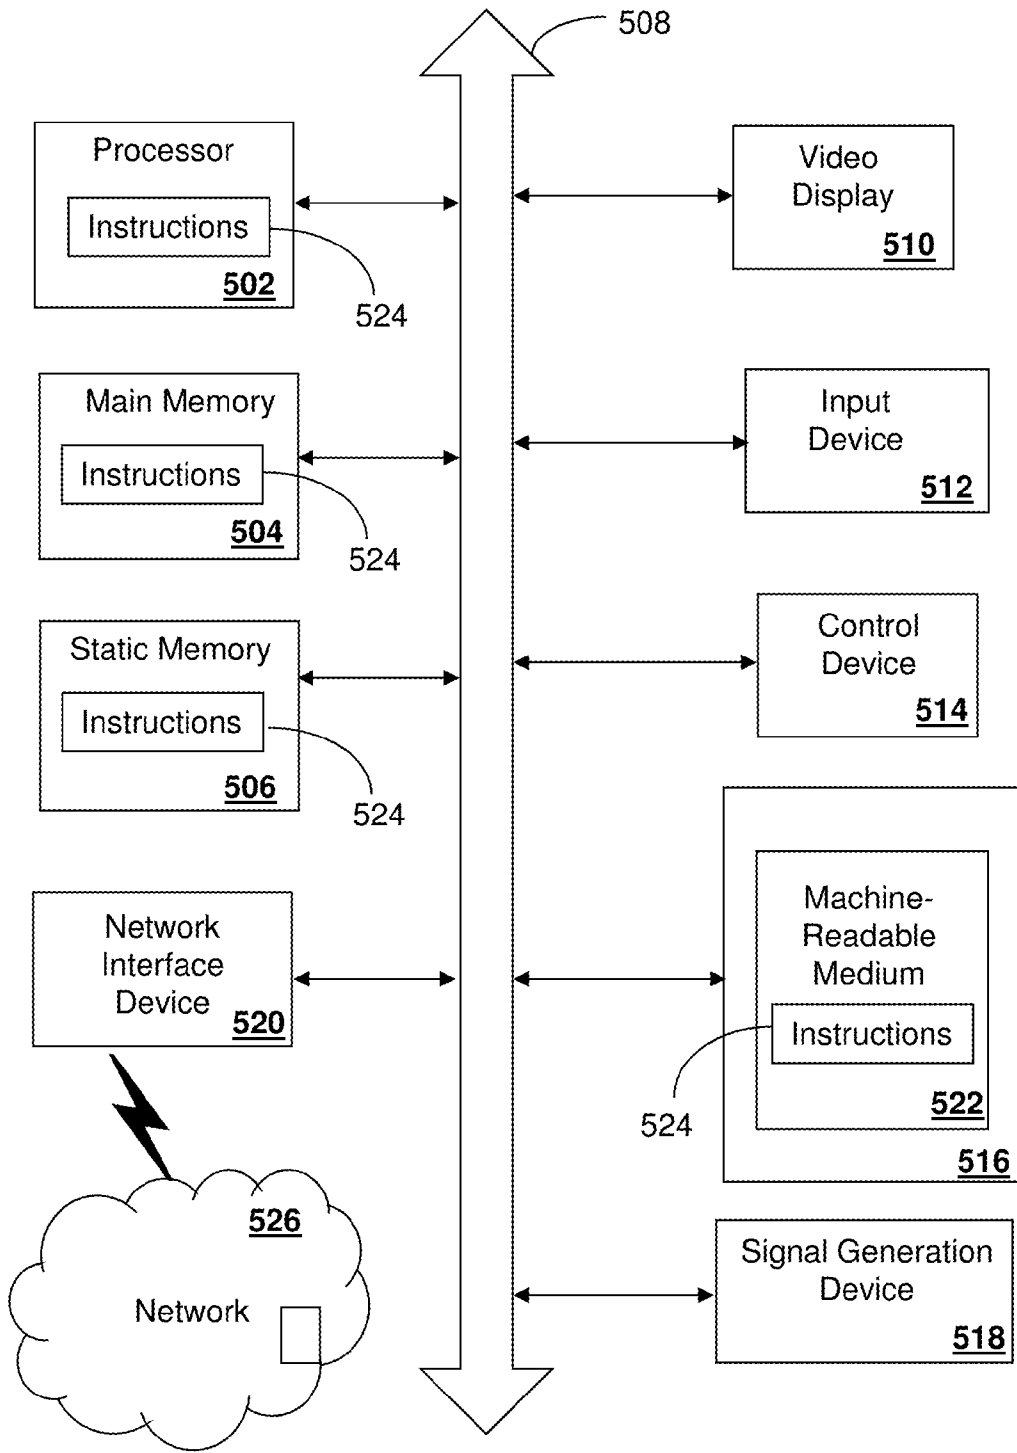 508
Processor
Instructions
502
524
Main Memory
Instructions
504
524
Static Memory
Instructions
506
524
Network
Interface
Device
520
526
Network
Video
Display
510
Input
Device
512
Control
Device
514
Machine-
Readable
Medium
Instructions
524
522
516
Signal Generation
Device
518